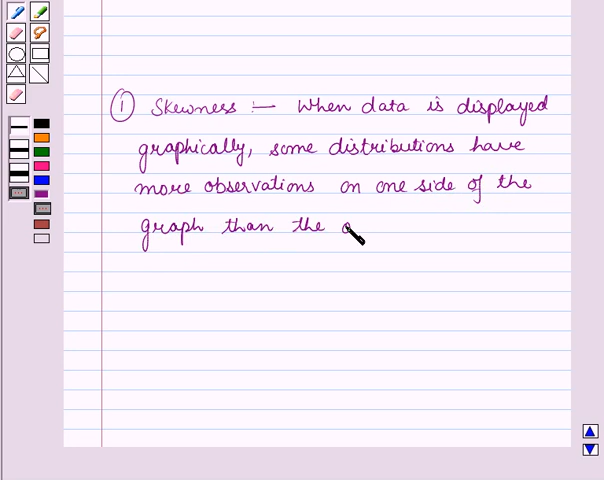 ① Skewness :- When data is displayed
graphically, some distributions have
more observations on one side of the
graph than the